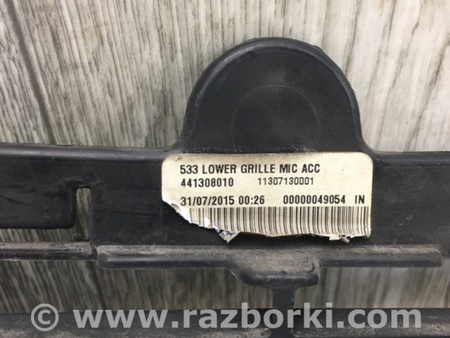 533 LOWER GRILLE MIC ACC
441308010 11307130001
31/07/2015 00:26 00000049054 IN
© www.razborki.com